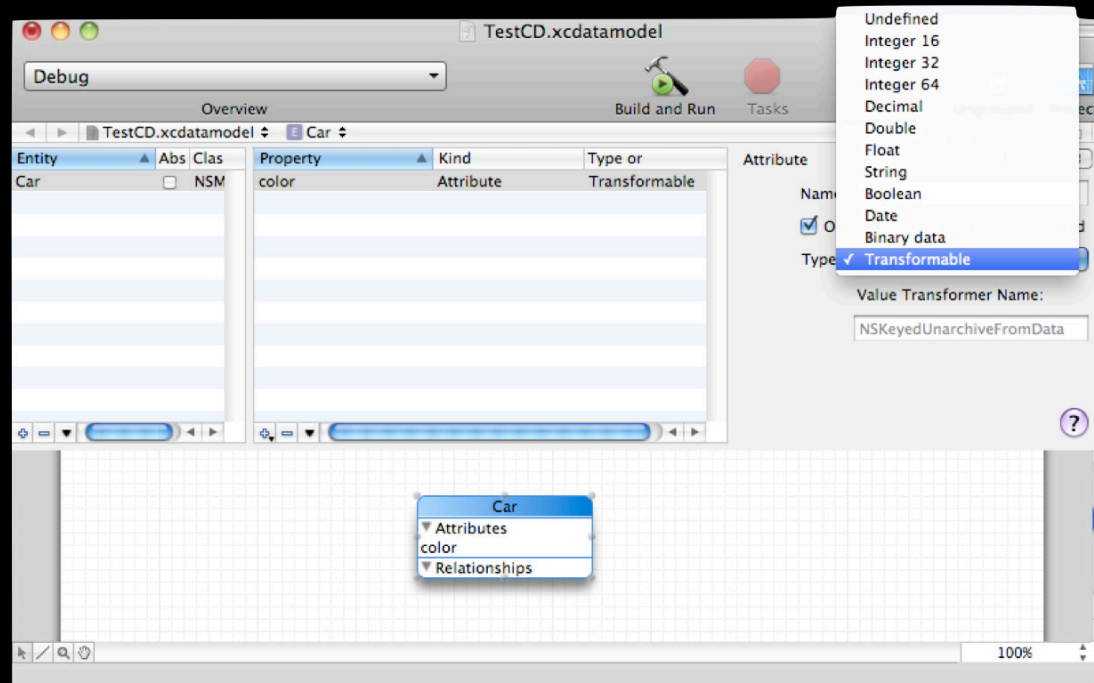 TestCD.xcdatamodel
Debug
Overview
Build and Run
Tasks
TestCD.xcdatamodel
E Car
Entity Abs Clas
Car NSM
Property Kind Type or
color Attribute Transformable
Attribute
Name
Type
Undefined
Integer 16
Integer 32
Integer 64
Decimal
Double
Float
String
Boolean
Date
Binary data
✓ Transformable
Value Transformer Name:
NSKeyedUnarchiveFromData
?
Car
Attributes
color
Relationships
100%